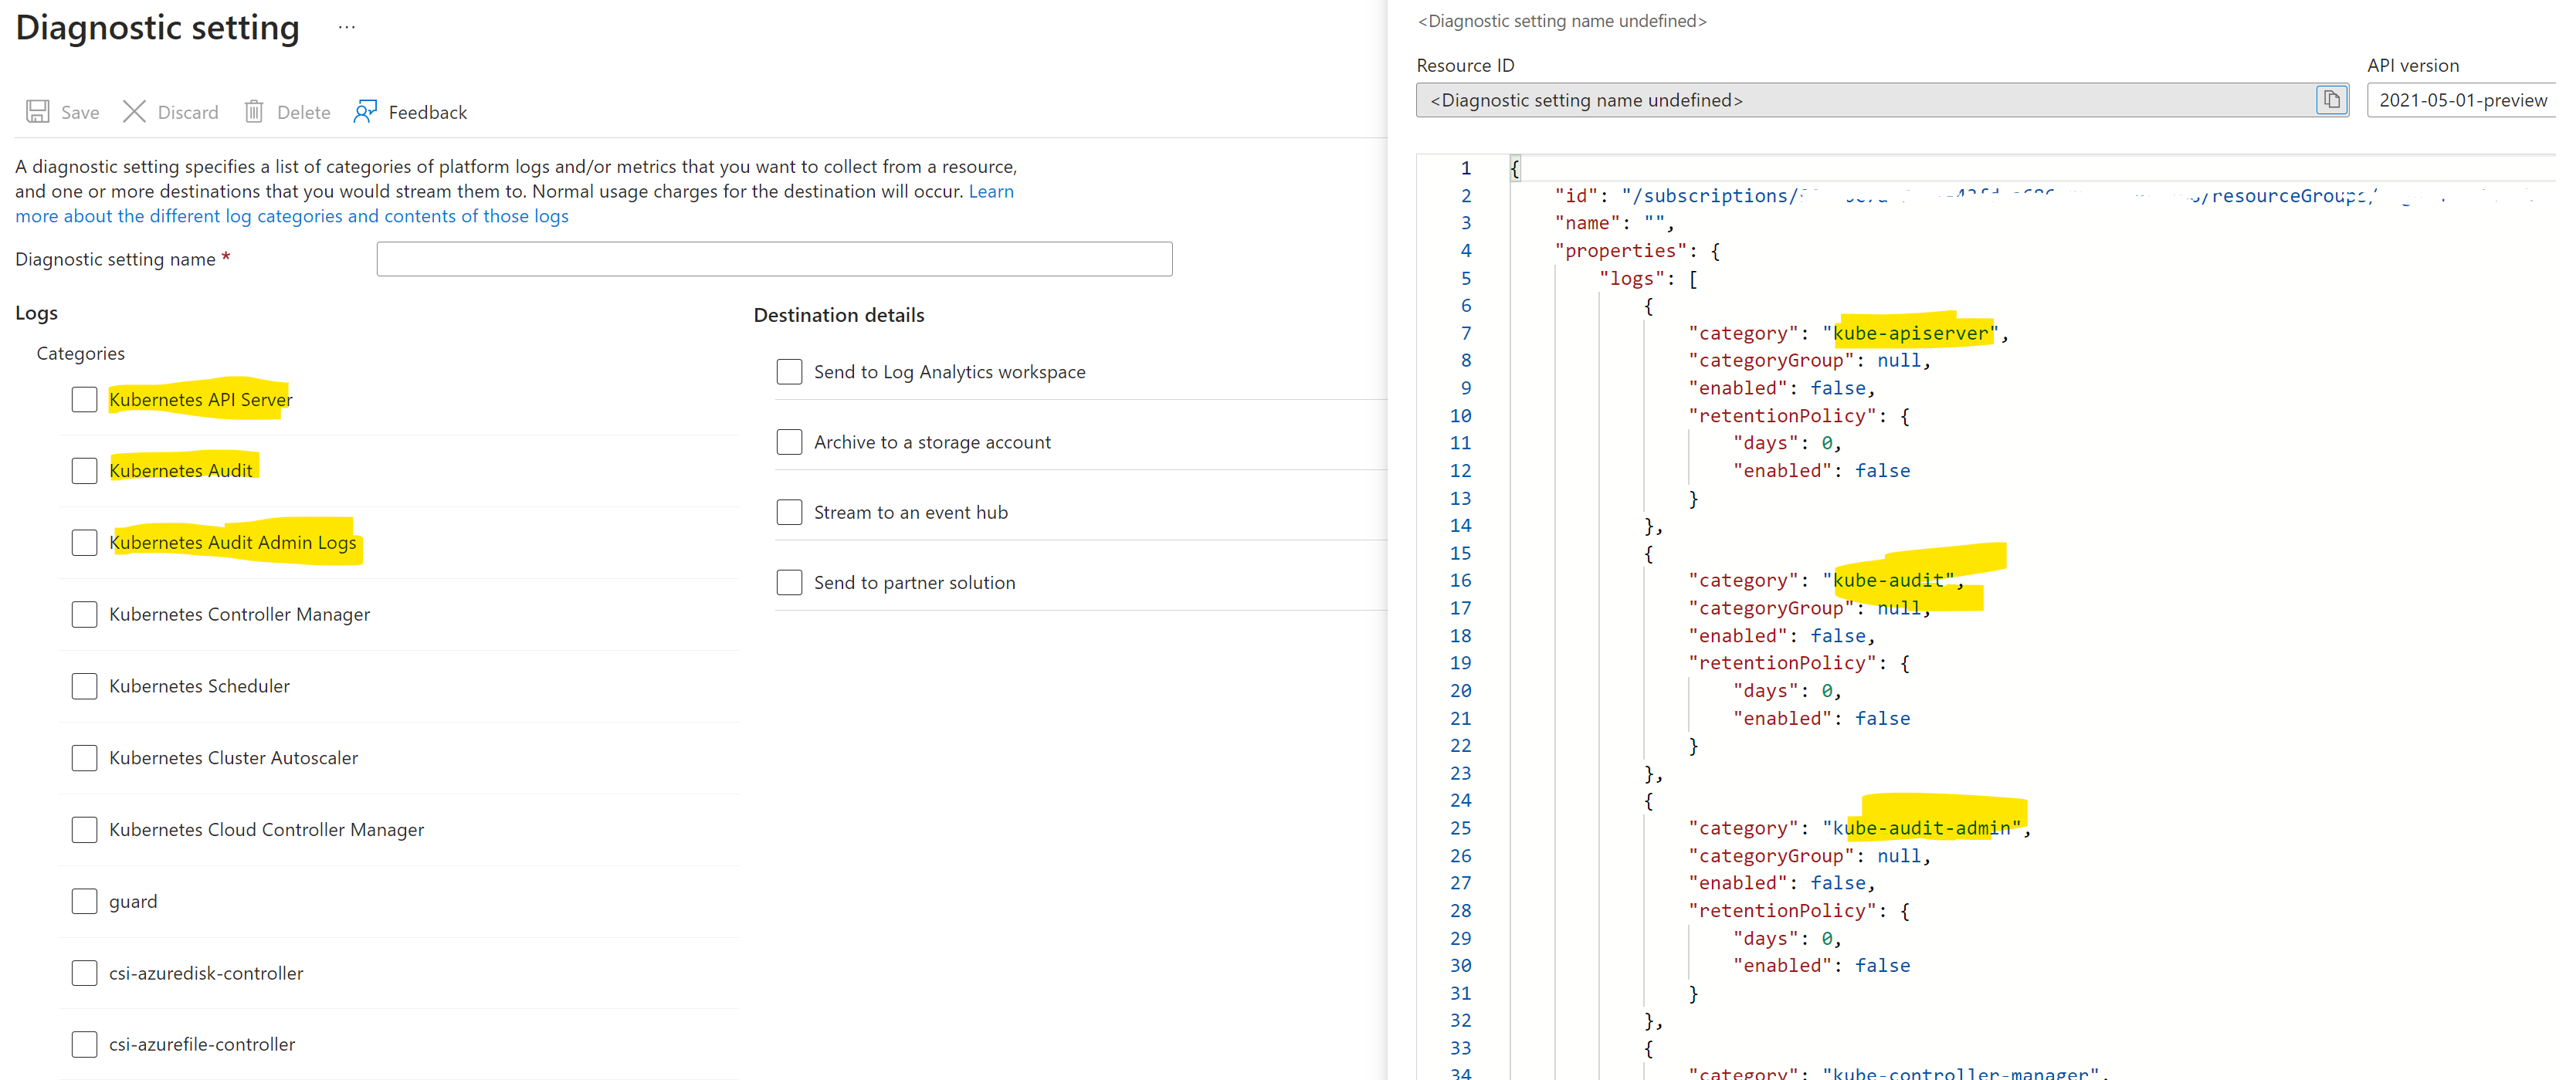 Diagnostic setting ...
Save Discard Delete Feedback
A diagnostic setting specifies a list of categories of platform logs and/or metrics that you want to collect from a resource,
and one or more destinations that you would stream them to. Normal usage charges for the destination will occur. Learn
more about the different log categories and contents of those logs
Diagnostic setting name *
Logs
Categories
Kubernetes API Server
Kubernetes Audit
Kubernetes Audit Admin Logs
Kubernetes Controller Manager
Kubernetes Scheduler
Kubernetes Cluster Autoscaler
Kubernetes Cloud Controller Manager
guard
csi-azuredisk-controller
csi-azurefile-controller
Destination details
Send to Log Analytics workspace
Archive to a storage account
Stream to an event hub
Send to partner solution
<Diagnostic setting name undefined>
Resource ID
<Diagnostic setting name undefined>
API version
2021-05-01-preview
1 {
2 "id": "/subscriptions/ /resourceGroups/
3 "name": "",
4 "properties": {
5 "logs": [
6 {
7 "category": "kube-apiserver",
8 "categoryGroup": null,
9 "enabled": false,
10 "retentionPolicy": {
11 "days": 0,
12 "enabled": false
13 }
14 },
15 {
16 "category": "kube-audit",
17 "categoryGroup": null,
18 "enabled": false,
19 "retentionPolicy": {
20 "days": 0,
21 "enabled": false
22 }
23 },
24 {
25 "category": "kube-audit-admin",
26 "categoryGroup": null,
27 "enabled": false,
28 "retentionPolicy": {
29 "days": 0,
30 "enabled": false
31 }
32 },
33 {
34 "category": "kube-controller-manager",